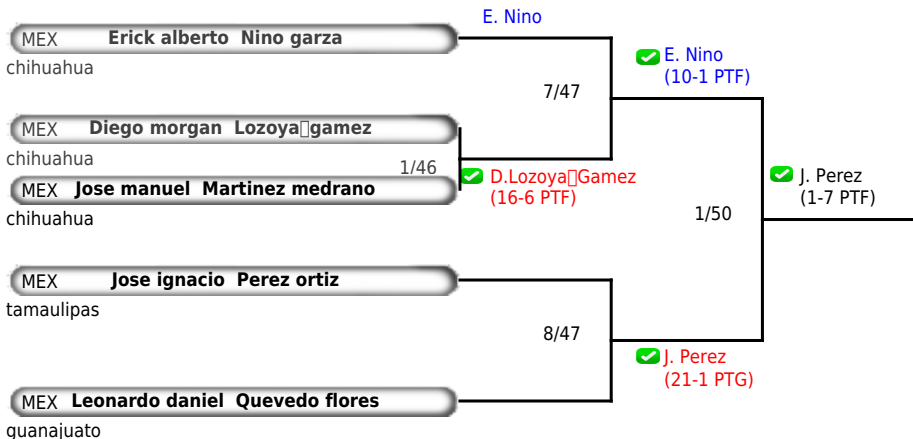 E. Nino
MEX Erick alberto Nino garza
chihuahua
E. Nino
(10-1 PTF)
7/47
MEX Diego morgan Lozoya▯gamez
chihuahua
1/46
MEX Jose manuel Martinez medrano
chihuahua
D.Lozoya▯Gamez
(16-6 PTF)
J. Perez
(1-7 PTF)
1/50
MEX Jose ignacio Perez ortiz
tamaulipas
8/47
J. Perez
(21-1 PTG)
MEX Leonardo daniel Quevedo flores
guanajuato